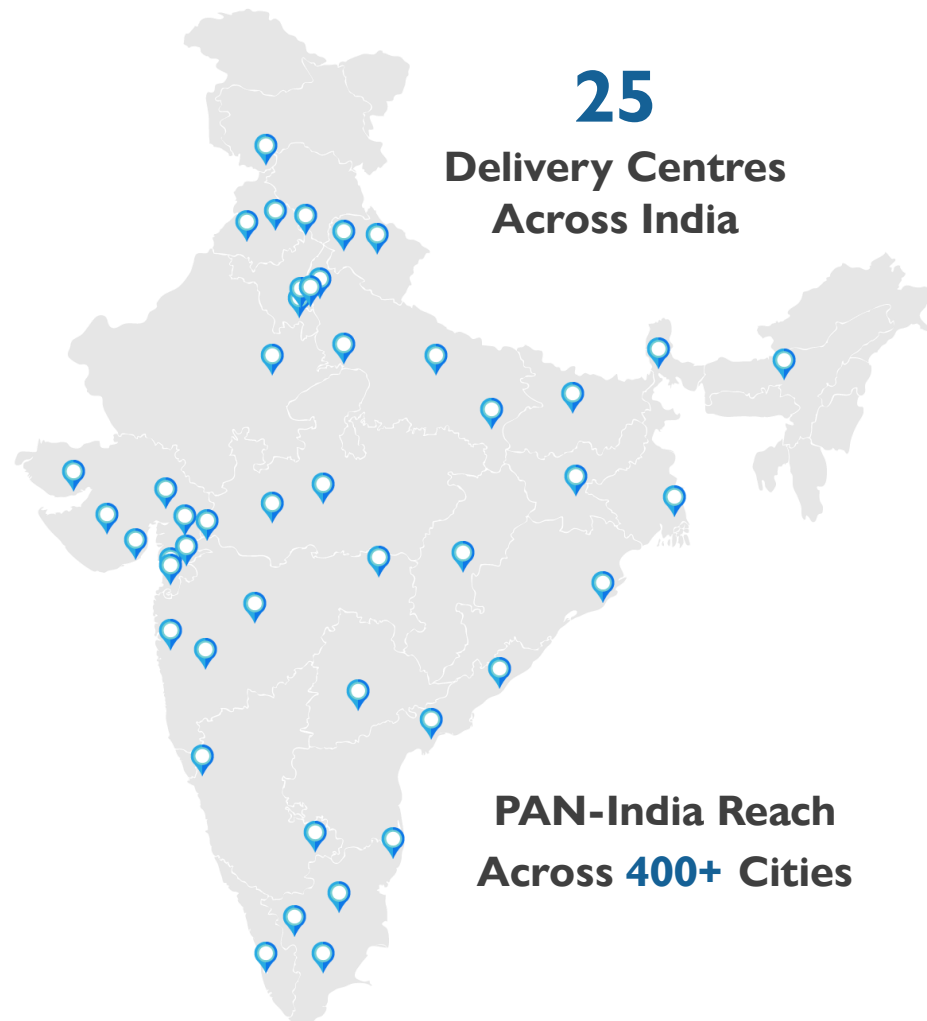 25
Delivery Centres
Across India
PAN-India Reach
Across 400+ Cities